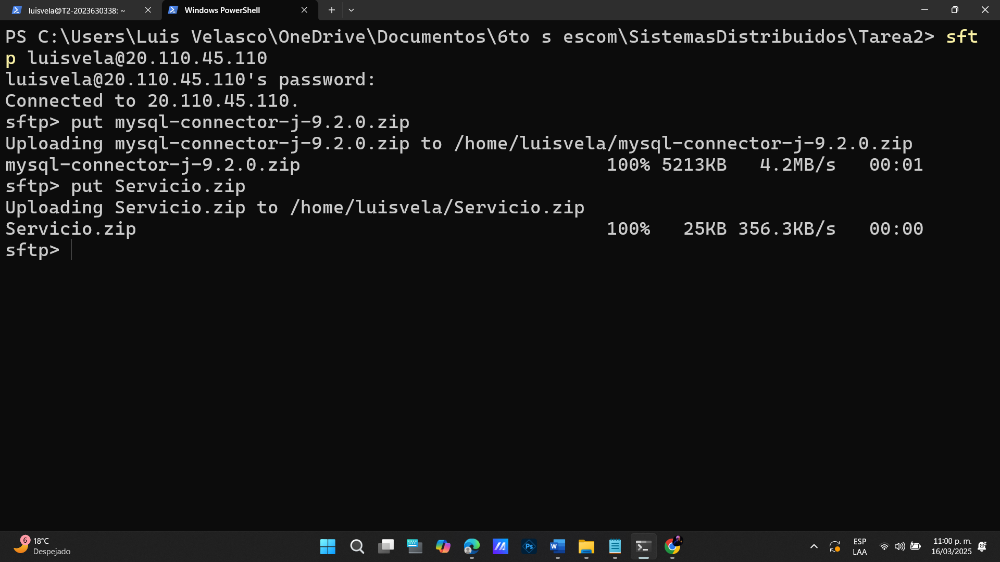 luisvela@T2-2023630338: ~
Windows PowerShell
PS C:\Users\Luis Velasco\OneDrive\Documentos\6to s escom\SistemasDistribuidos\Tarea2> sft
p luisvela@20.110.45.110
luisvela@20.110.45.110's password:
Connected to 20.110.45.110.
sftp> put mysql-connector-j-9.2.0.zip
Uploading mysql-connector-j-9.2.0.zip to /home/luisvela/mysql-connector-j-9.2.0.zip
mysql-connector-j-9.2.0.zip 100% 5213KB 4.2MB/s 00:01
sftp> put Servicio.zip
Uploading Servicio.zip to /home/luisvela/Servicio.zip
Servicio.zip 100% 25KB 356.3KB/s 00:00
sftp>
6
18°C
Despejado
Ps
W
ESP
LAA
11:00 p. m.
16/03/2025